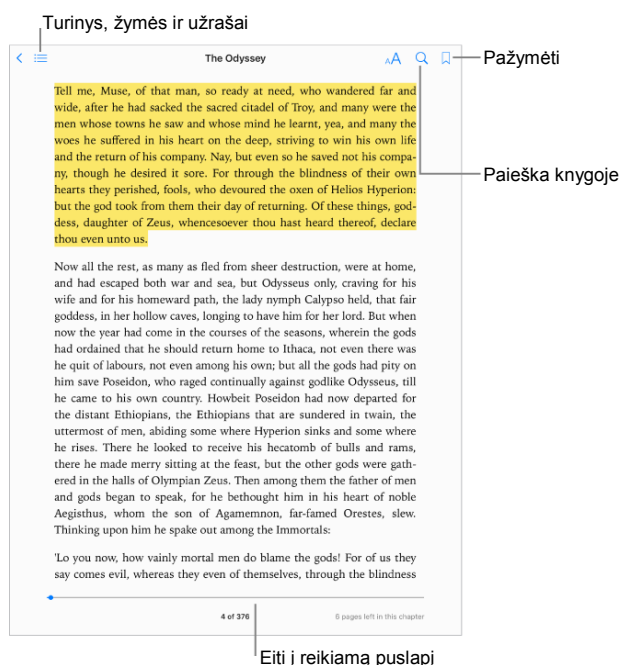 Turinys, žymės ir užrašai
The Odyssey
AA
Pažymėti
Tell me, Muse, of that man, so ready at need, who wandered far and
wide, after he had sacked the sacred citadel of Troy, and many were the
men whose towns he saw and whose mind he learnt, yea, and many the
woes he suffered in his heart on the deep, striving to win his own life
and the return of his company. Nay, but even so he saved not his compa-
ny, though he desired it sore. For through the blindness of their own
Paieška knygoje
hearts they perished, fools, who devoured the oxen of Helios Hyperion:
but the god took from them their day of returning. Of these things, god-
dess, daughter of Zeus, whencesoever thou hast heard thereof, declare
thou even unto us.
Now all the rest, as many as fled from sheer destruction, were at home,
and had escaped both war and sea, but Odysseus only, craving for his
wife and for his homeward path, the lady nymph Calypso held, that fair
goddess, in her hollow caves, longing to have him for her lord. But when
now the year had come in the courses of the seasons, wherein the gods
had ordained that he should return home to Ithaca, not even there was
he quit of labours, not even among his own; but all the gods had pity on
him save Poseidon, who raged continually against godlike Odysseus, till
he came to his own country. Howbeit Poseidon had now departed for
the distant Ethiopians, the Ethiopians that are sundered in twain, the
uttermost of men, abiding some where Hyperion sinks and some where
he rises. There he looked to receive his hecatomb of bulls and rams,
there he made merry sitting at the feast, but the other gods were gath-
ered in the halls of Olympian Zeus. Then among them the father of men
and gods began to speak, for he bethought him in his heart of noble
Aegisthus, whom the son of Agamemnon, far-famed Orestes, slew.
Thinking upon him he spake out among the Immortals:
'Lo you now, how vainly mortal men do blame the gods! For of us they
say comes evil, whereas they even of themselves, through the blindness
4 of 376
6 pages left in this chapter
Eiti į reikiamą puslapį